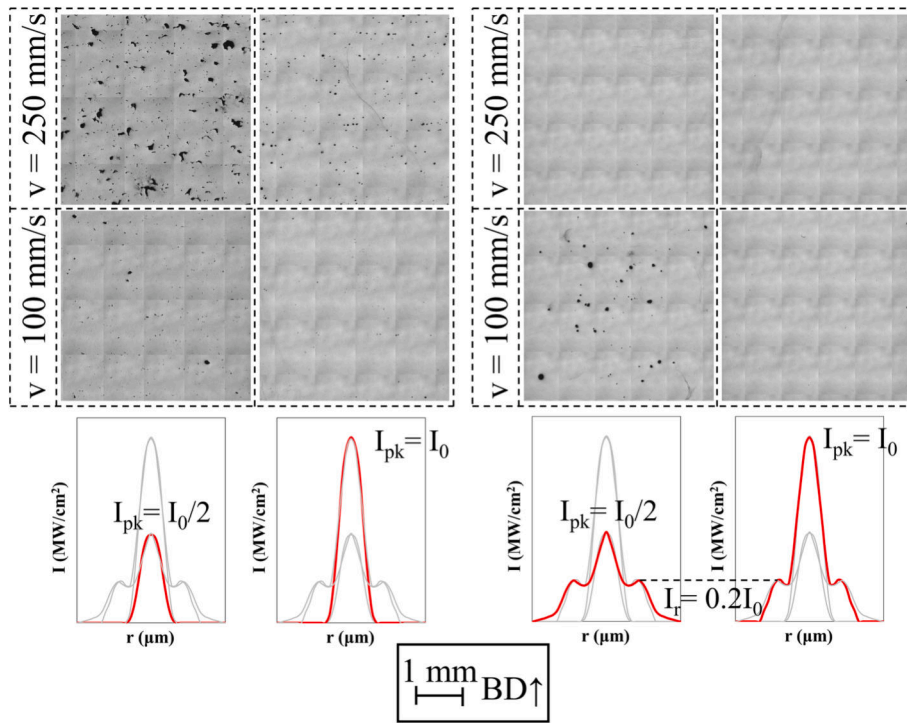 v = 250 mm/s
v = 250 mm/s
v = 100 mm/s
v = 100 mm/s
I (MW/cm²)
Iₚₖ= I₀/2
r (μm)
I (MW/cm²)
Iₚₖ= I₀
r (μm)
I (MW/cm²)
Iₚₖ= I₀/2
r (μm)
I (MW/cm²)
Iₚₖ= I₀
Iᵣ= 0.2I₀
r (μm)
1 mm
BD↑